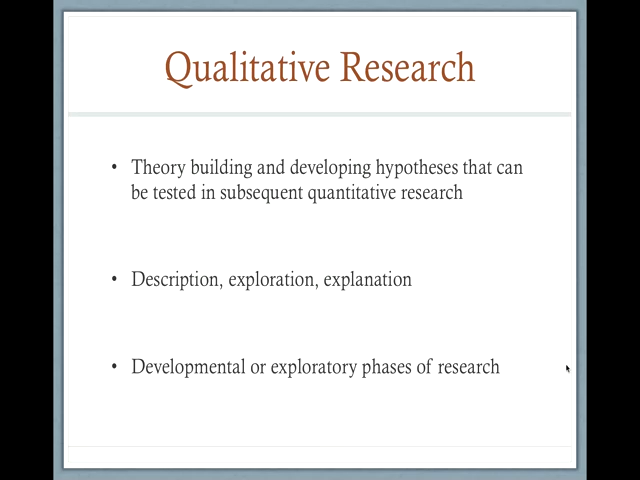 Qualitative Research
• Theory building and developing hypotheses that can
be tested in subsequent quantitative research
• Description, exploration, explanation
• Developmental or exploratory phases of research